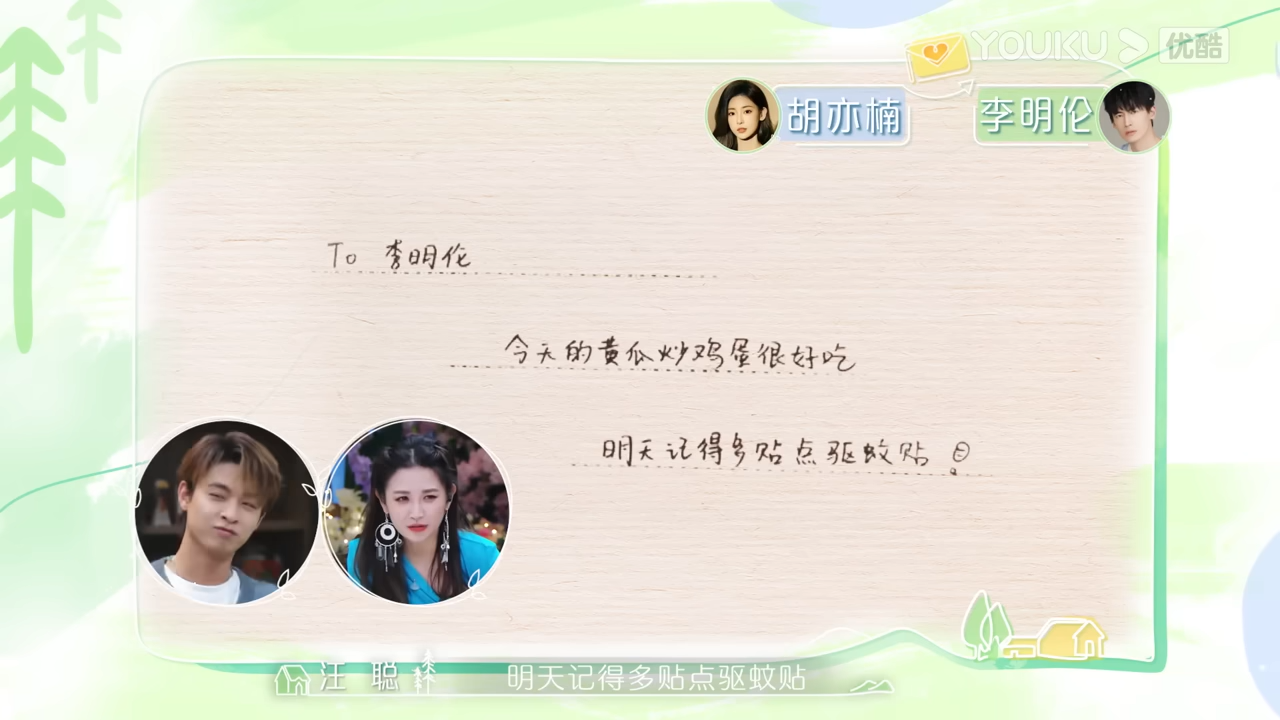 YOUKU 优酷
胡亦楠 李明伦
To 李明伦
今天的黄瓜炒鸡蛋很好吃
明天记得多贴点驱蚊贴！
汪聪 明天记得多贴点驱蚊贴